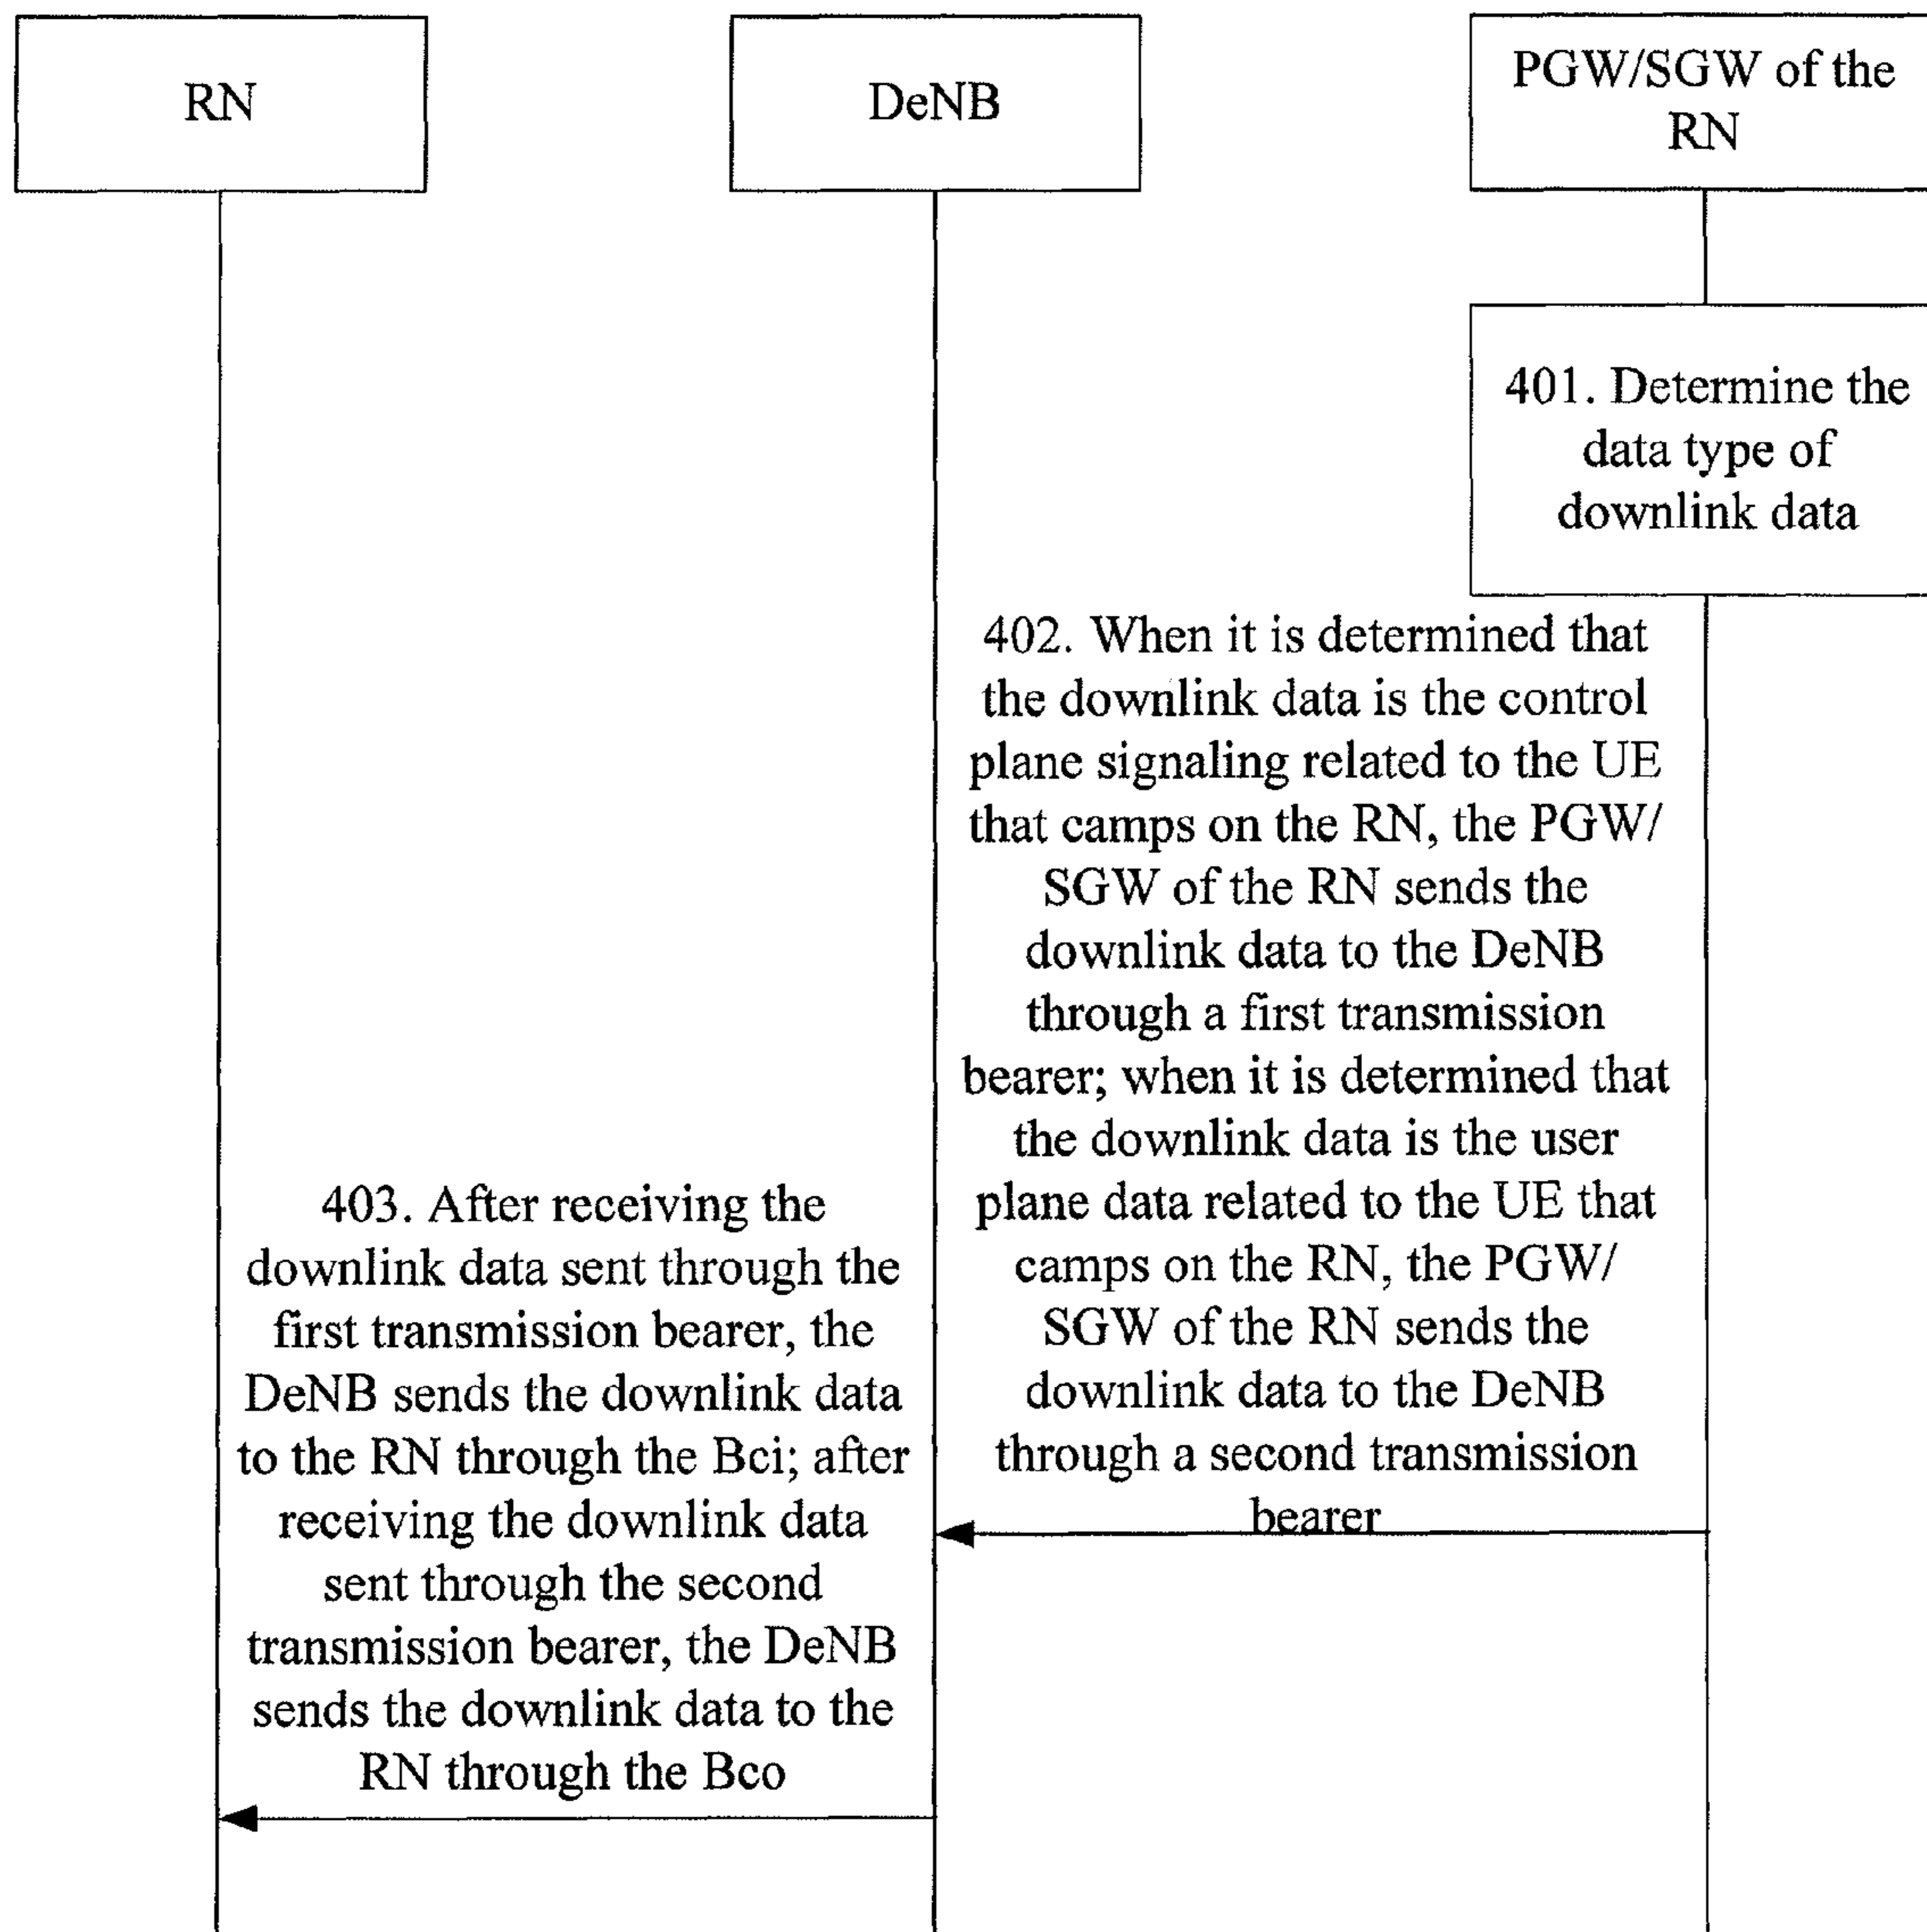 RN
DeNB
PGW/SGW of the
RN
401. Determine the
data type of
downlink data
402. When it is determined that
the downlink data is the control
plane signaling related to the UE
that camps on the RN, the PGW/
SGW of the RN sends the
downlink data to the DeNB
through a first transmission
bearer; when it is determined that
the downlink data is the user
plane data related to the UE that
camps on the RN, the PGW/
SGW of the RN sends the
downlink data to the DeNB
through a second transmission
bearer
403. After receiving the
downlink data sent through the
first transmission bearer, the
DeNB sends the downlink data
to the RN through the Bci; after
receiving the downlink data
sent through the second
transmission bearer, the DeNB
sends the downlink data to the
RN through the Bco